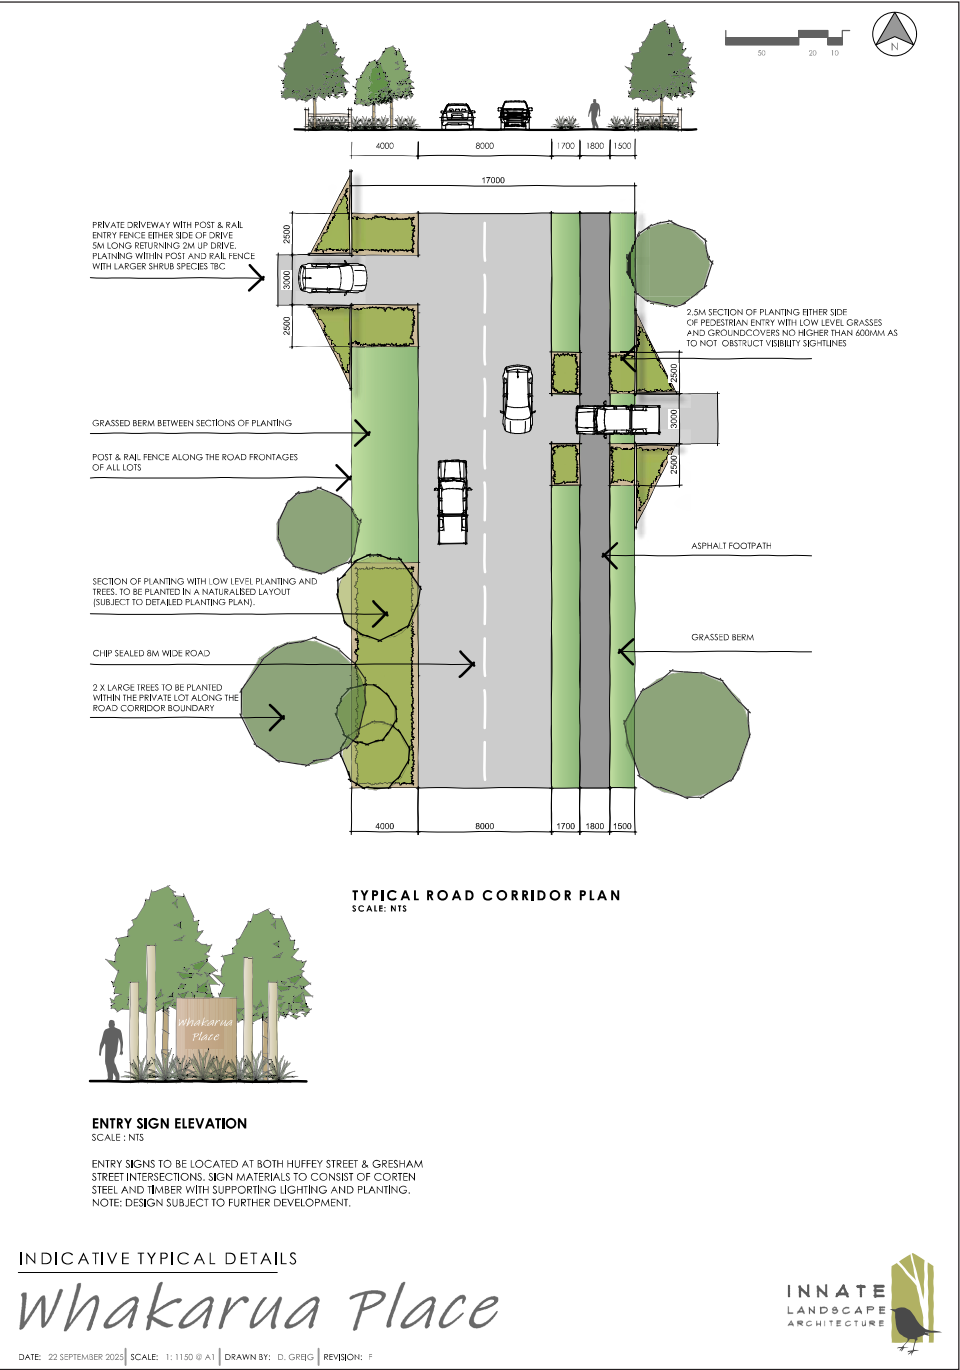 50
20
10
N
4000
8000
1700
1800
1500
17000
PRIVATE DRIVEWAY WITH POST & RAIL
ENTRY FENCE EITHER SIDE OF DRIVE
5M LONG RETURNING 2M UP DRIVE.
PLATNING WITHIN POST AND RAIL FENCE
WITH LARGER SHRUB SPECIES TBC
2500
3000
2500
2.5M SECTION OF PLANTING EITHER SIDE
OF PEDESTRIAN ENTRY WITH LOW LEVEL GRASSES
AND GROUNDCOVERS NO HIGHER THAN 600MM AS
TO NOT OBSTRUCT VISIBILITY SIGHTLINES
2500
3000
2500
GRASSED BERM BETWEEN SECTIONS OF PLANTING
POST & RAIL FENCE ALONG THE ROAD FRONTAGES
OF ALL LOTS
ASPHALT FOOTPATH
SECTION OF PLANTING WITH LOW LEVEL PLANTING AND
TREES. TO BE PLANTED IN A NATURALISED LAYOUT
(SUBJECT TO DETAILED PLANTING PLAN).
GRASSED BERM
CHIP SEALED 8M WIDE ROAD
2 X LARGE TREES TO BE PLANTED
WITHIN THE PRIVATE LOT ALONG THE
ROAD CORRIDOR BOUNDARY
4000
8000
1700
1800
1500
TYPICAL ROAD CORRIDOR PLAN
SCALE: NTS
Whakarua
Place
ENTRY SIGN ELEVATION
SCALE : NTS
ENTRY SIGNS TO BE LOCATED AT BOTH HUFFEY STREET & GRESHAM
STREET INTERSECTIONS. SIGN MATERIALS TO CONSIST OF CORTEN
STEEL AND TIMBER WITH SUPPORTING LIGHTING AND PLANTING.
NOTE: DESIGN SUBJECT TO FURTHER DEVELOPMENT.
INDICATIVE TYPICAL DETAILS
Whakarua Place
INNATE
LANDSCAPE
ARCHITECTURE
DATE: 22 SEPTEMBER 2025 SCALE: 1: 1150 @ A1 DRAWN BY: D. GREIG REVISION: F